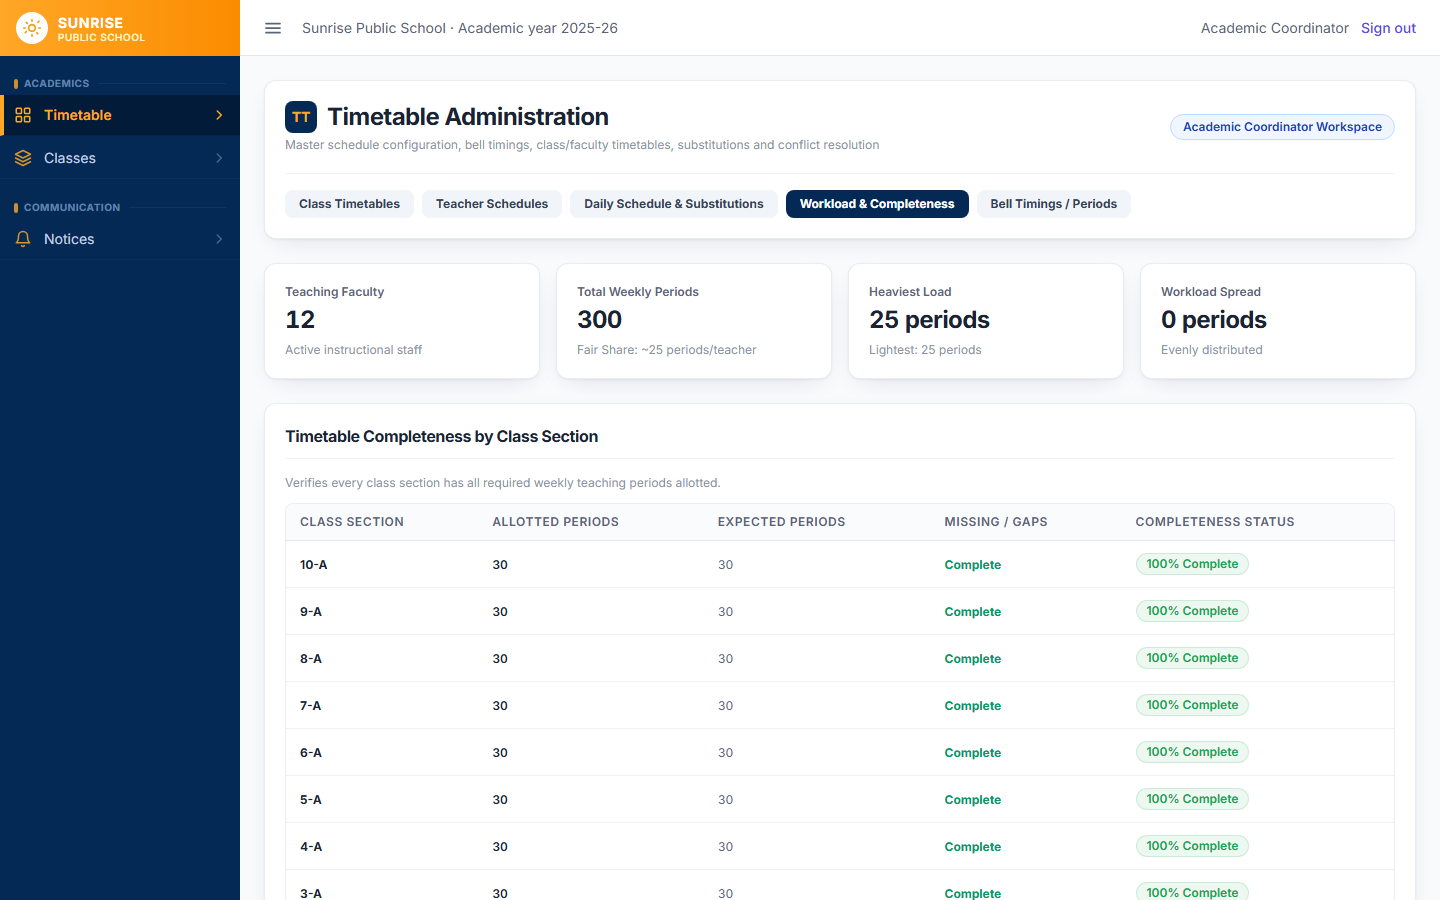 SUNRISE
PUBLIC SCHOOL
Sunrise Public School · Academic year 2025-26
Academic Coordinator Sign out
ACADEMICS
Timetable
Classes
COMMUNICATION
Notices
TT Timetable Administration
Master schedule configuration, bell timings, class/faculty timetables, substitutions and conflict resolution
Academic Coordinator Workspace
Class Timetables Teacher Schedules Daily Schedule & Substitutions Workload & Completeness Bell Timings / Periods
Teaching Faculty
12
Active instructional staff
Total Weekly Periods
300
Fair Share: ~25 periods/teacher
Heaviest Load
25 periods
Lightest: 25 periods
Workload Spread
0 periods
Evenly distributed
Timetable Completeness by Class Section
Verifies every class section has all required weekly teaching periods allotted.
CLASS SECTION ALLOTTED PERIODS EXPECTED PERIODS MISSING / GAPS COMPLETENESS STATUS
10-A 30 30 Complete 100% Complete
9-A 30 30 Complete 100% Complete
8-A 30 30 Complete 100% Complete
7-A 30 30 Complete 100% Complete
6-A 30 30 Complete 100% Complete
5-A 30 30 Complete 100% Complete
4-A 30 30 Complete 100% Complete
3-A 30 30 Complete 100% Complete